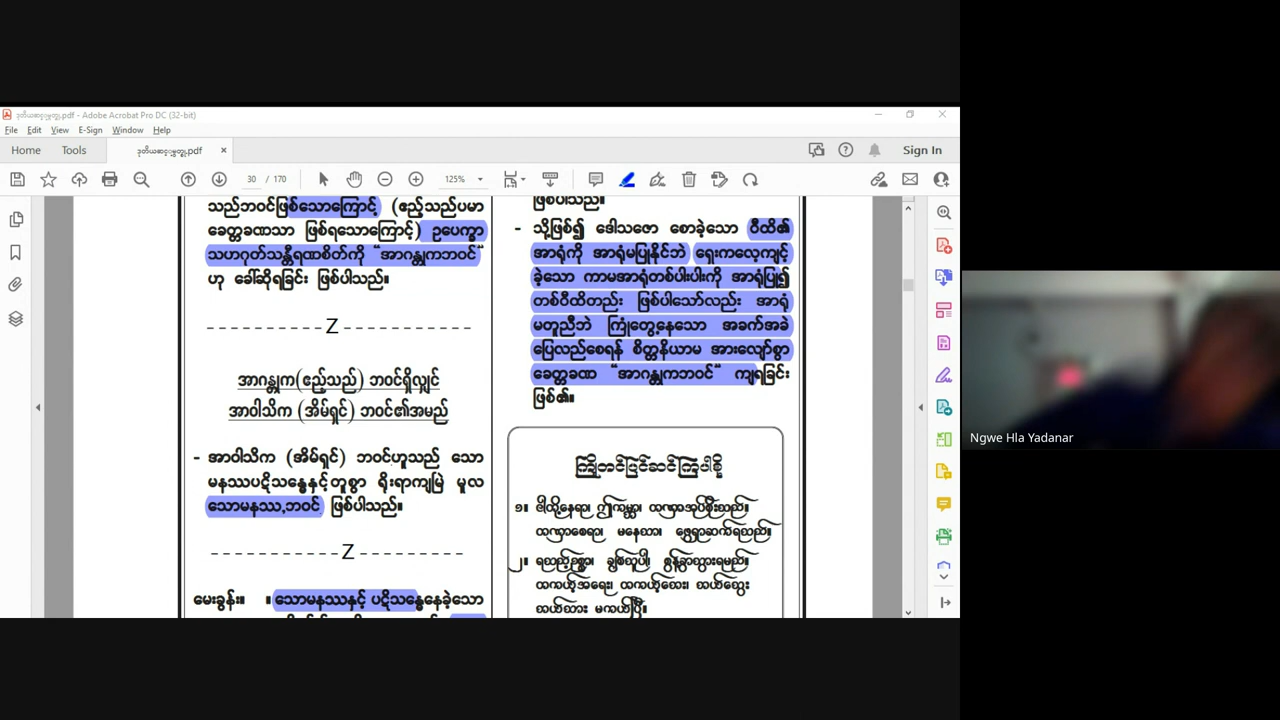 ဒုတိယဆင့်ုမှတ္စု.pdf - Adobe Acrobat Pro DC (32-bit)
File Edit View E-Sign Window Help
Home Tools
Sign In
30 / 170
125%
သည်ဘဝင်ဖြစ်သောကြောင့် (ဧည့်သည်ပမာ
ခေတ္တခဏသာ ဖြစ်ရသောကြောင့်) ဥပေက္ခာ
သဟဂုတ်သန္တီရဏစိတ်ကို "အာဂန္တုကဘဝင်"
ဟု ခေါ်ဆိုရခြင်း ဖြစ်ပါသည်။
----------Z-----------
အာဂန္တုက(ဧည့်သည်) ဘဝင်ရှိလျှင်
အာဝါသိက (အိမ်ရှင်) ဘဝင်၏အမည်
- အာဝါသိက (အိမ်ရှင်) ဘဝင်ဟူသည် သော
မနဿပဋိသန္ဓေနှင့်တူစွာ ရိုးရာကျမြဲ မူလ
သောမနဿ,ဘဝင် ဖြစ်ပါသည်။
-----------Z---------
မေးခွန်း။ ။ သောမနဿနှင့် ပဋိသန္ဓေနေခဲ့သော
ဖြစ်ပါသည်။
- သို့ဖြစ်၍ ဒေါသဇော စောခဲ့သော ဝီထိ၏
အာရုံကို အာရုံမပြုနိုင်ဘဲ ရှေးကလေ့ကျင့်
ခဲ့သော ကာမအာရုံတစ်ပါးပါးကို အာရုံပြု၍
တစ်ဝီထိတည်း ဖြစ်ပါသော်လည်း အာရုံ
မတူညီဘဲ ကြုံတွေ့နေသော အခက်အခဲ
ပြေလည်စေရန် စိတ္တနိယာမ အားလျော်စွာ
ခေတ္တခဏ "အာဂန္တုကဘဝင်" ကျရခြင်း
ဖြစ်၏။
ကြိုတင်ပြင်ဆင်ကြပါစို့
Ngwe Hla Yadanar